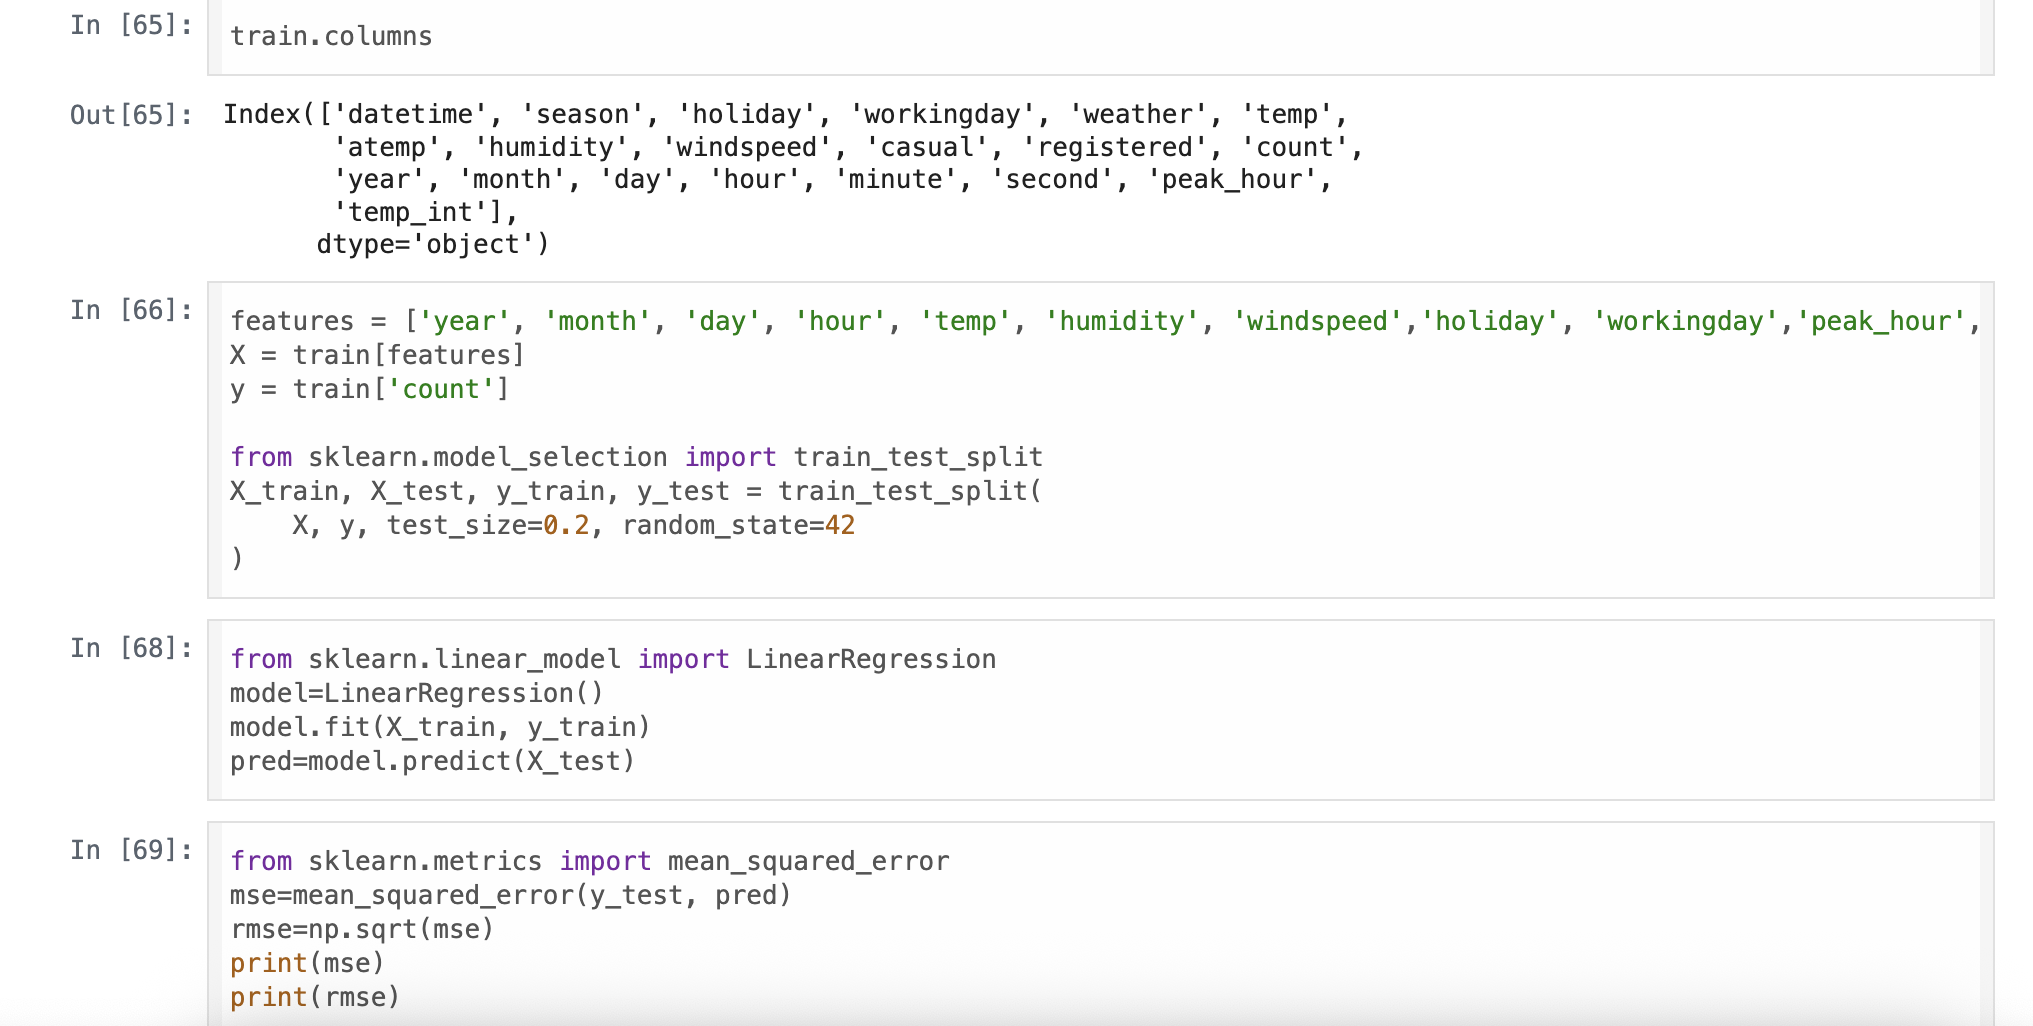 In [65]:
train.columns
Out[65]:
Index(['datetime', 'season', 'holiday', 'workingday', 'weather', 'temp',
       'atemp', 'humidity', 'windspeed', 'casual', 'registered', 'count',
       'year', 'month', 'day', 'hour', 'minute', 'second', 'peak_hour',
       'temp_int'],
      dtype='object')
In [66]:
features = ['year', 'month', 'day', 'hour', 'temp', 'humidity', 'windspeed','holiday', 'workingday','peak_hour',
X = train[features]
y = train['count']
from sklearn.model_selection import train_test_split
X_train, X_test, y_train, y_test = train_test_split(
    X, y, test_size=0.2, random_state=42
)
In [68]:
from sklearn.linear_model import LinearRegression
model=LinearRegression()
model.fit(X_train, y_train)
pred=model.predict(X_test)
In [69]:
from sklearn.metrics import mean_squared_error
mse=mean_squared_error(y_test, pred)
rmse=np.sqrt(mse)
print(mse)
print(rmse)